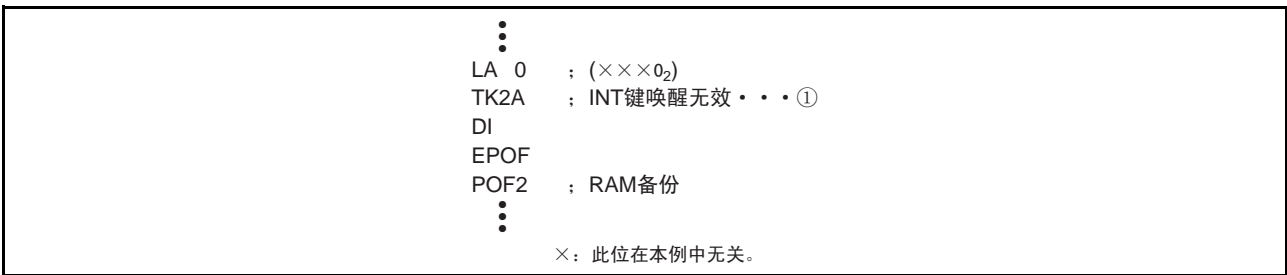 LA 0 ；(×××0₂)
TK2A ；INT键唤醒无效・・・①
DI
EPOF
POF2 ；RAM备份
×：此位在本例中无关。